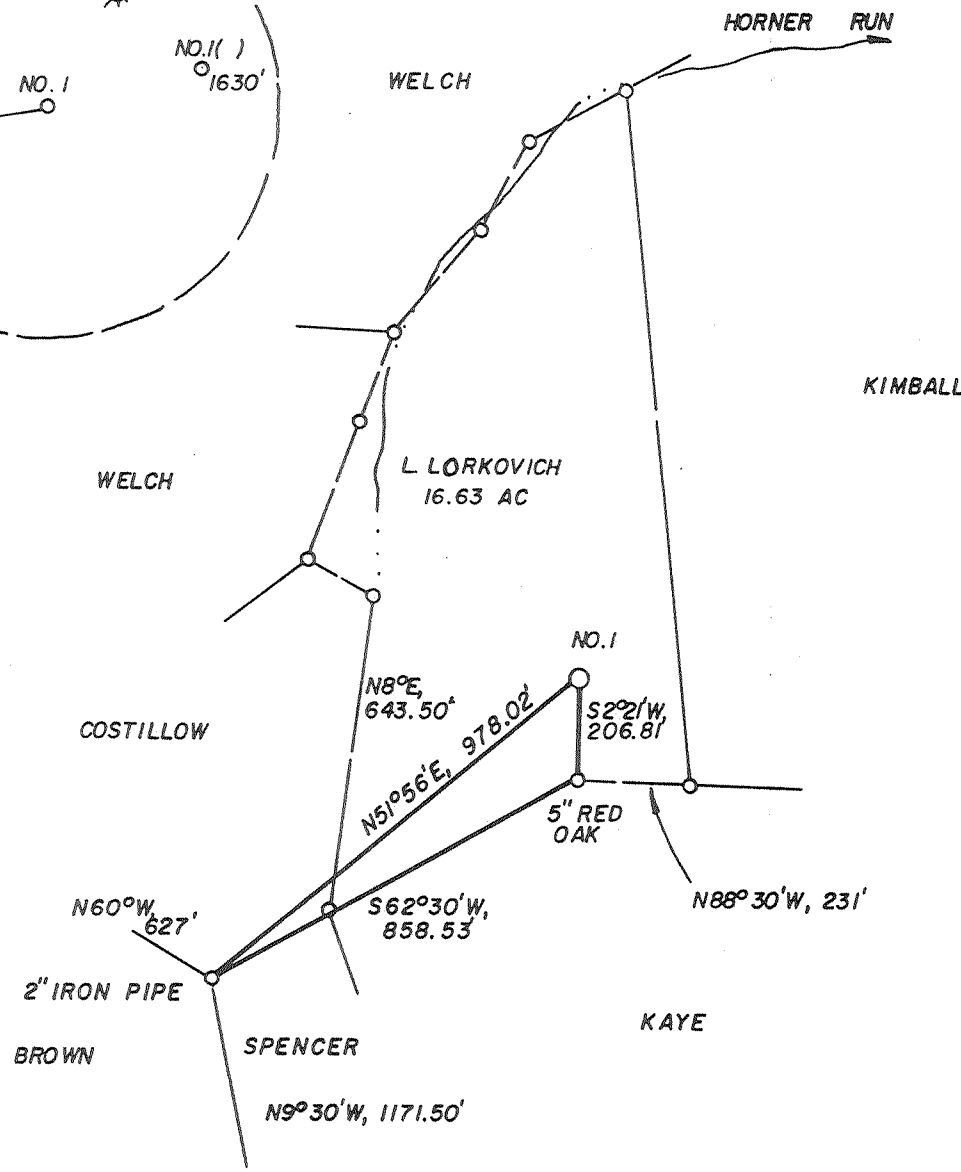 HORNER RUN
NO.1( )
1630'
NO. 1
WELCH
KIMBALL
L LORKOVICH
16.63 AC
WELCH
NO.1
N8°E,
643.50'
S2°21'W,
206.81'
COSTILLOW
N51°56'E, 978.02'
5" RED
OAK
N88°30'W, 231'
N60°W,
627'
S62°30'W,
858.53'
2" IRON PIPE
KAYE
BROWN
SPENCER
N9°30'W, 1171.50'